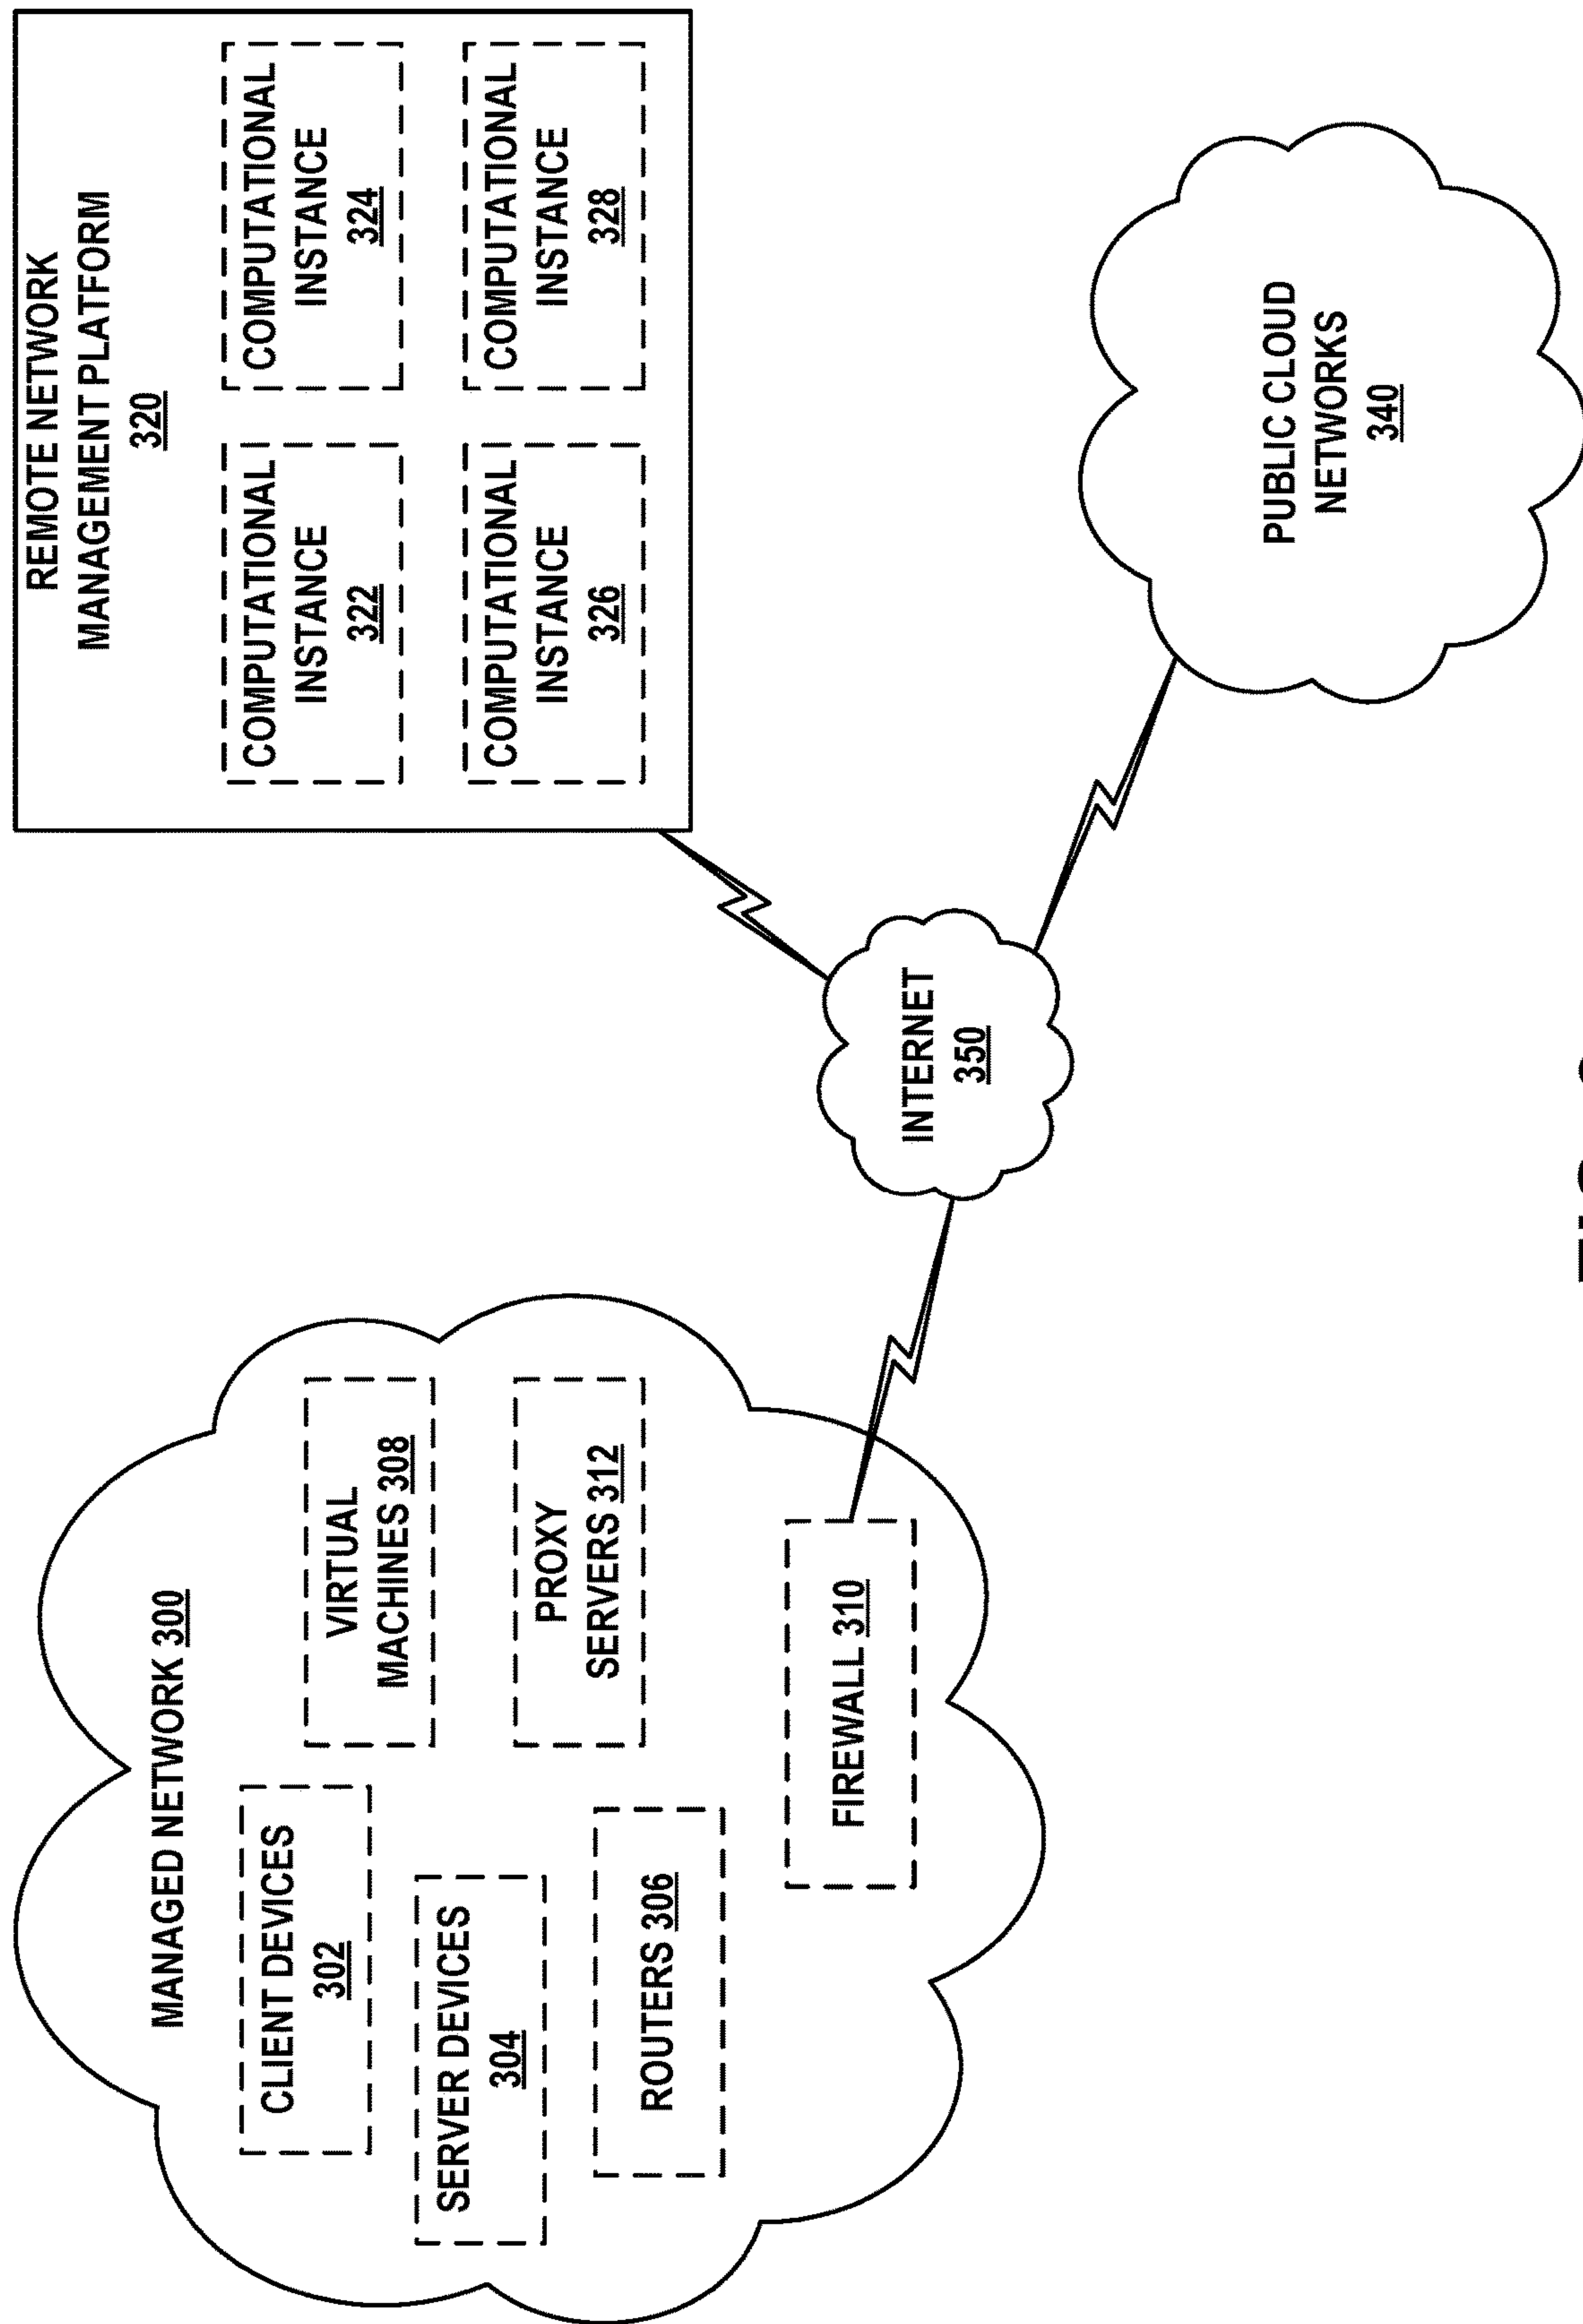 MANAGED NETWORK 300
CLIENT DEVICES
302
SERVER DEVICES
304
ROUTERS 306
VIRTUAL
MACHINES 308
PROXY
SERVERS 312
FIREWALL 310
INTERNET
350
REMOTE NETWORK
MANAGEMENT PLATFORM
320
COMPUTATIONAL
INSTANCE
322
COMPUTATIONAL
INSTANCE
324
COMPUTATIONAL
INSTANCE
326
COMPUTATIONAL
INSTANCE
328
PUBLIC CLOUD
NETWORKS
340